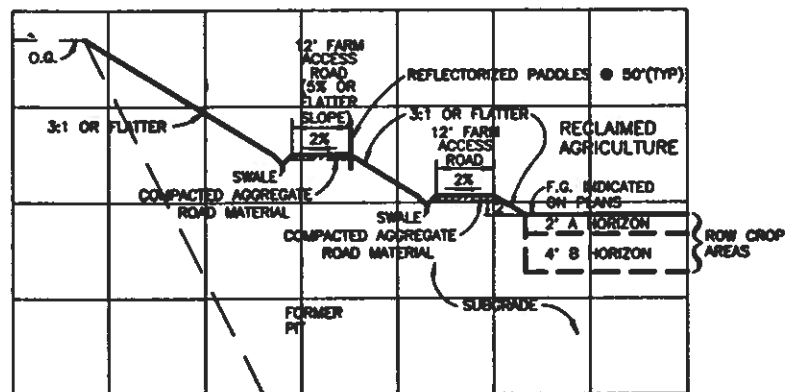 O.G.
12' FARM
ACCESS
ROAD
(5% OR
FLATTER
SLOPE)
REFLECTORIZED PADDLES @ 50'(TYP)
3:1 OR FLATTER
3:1 OR FLATTER
2%
12' FARM
ACCESS
ROAD
2%
RECLAIMED
AGRICULTURE
SWALE
COMPACTED AGGREGATE
ROAD MATERIAL
SWALE
COMPACTED AGGREGATE
ROAD MATERIAL
F.G. INDICATED
ON PLANS
2' A HORIZON
4' B HORIZON
ROW CROP
AREAS
FORMER
PIT
SUBGRADE